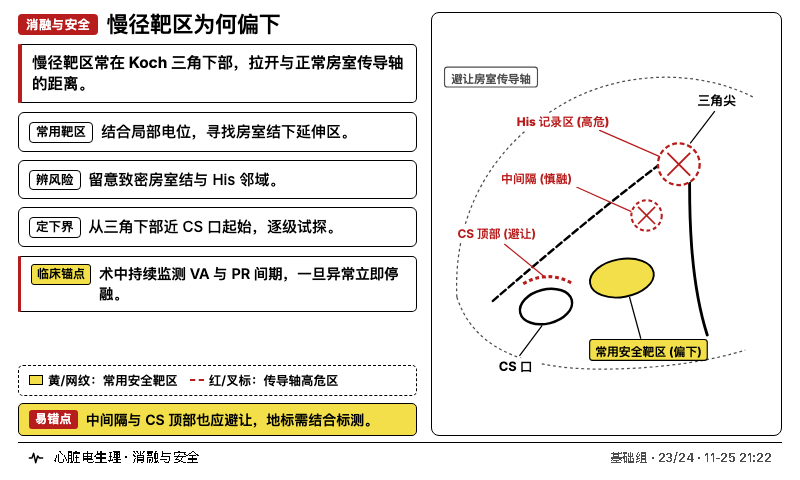 消融与安全 慢径靶区为何偏下
慢径靶区常在 Koch 三角下部，拉开与正常房室传导轴
的距离。
常用靶区 结合局部电位，寻找房室结下延伸区。
辨风险 留意致密房室结与 His 邻域。
定下界 从三角下部近 CS 口起始，逐级试探。
临床锚点 术中持续监测 VA 与 PR 间期，一旦异常立即停
融。
黄/网纹：常用安全靶区 红/叉标：传导轴高危区
易错点 中间隔与 CS 顶部也应避让，地标需结合标测。
避让房室传导轴
三角尖
His 记录区 (高危)
中间隔 (慎融)
CS 顶部 (避让)
常用安全靶区 (偏下)
CS 口
心脏电生理 · 消融与安全
基础组 · 23/24 · 11-25 21:22